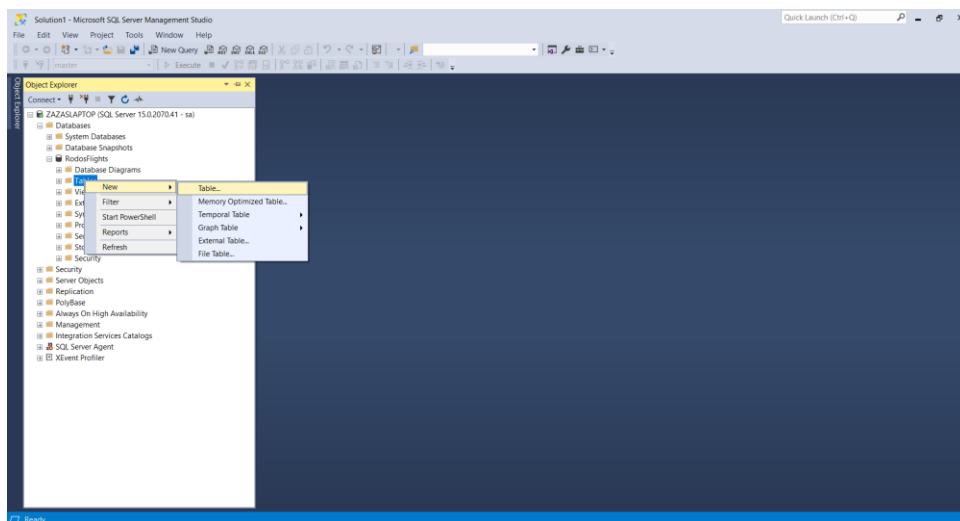 Solution1 - Microsoft SQL Server Management Studio
Quick Launch (Ctrl+Q)
File Edit View Project Tools Window Help
New Query
master
Execute
Object Explorer
Object Explorer
Connect
ZAZASLAPTOP (SQL Server 15.0.2070.41 - sa)
Databases
System Databases
Database Snapshots
RodosFlights
Database Diagrams
New
Table...
Filter
Memory Optimized Table...
Start PowerShell
Temporal Table
Reports
Graph Table
Refresh
External Table...
File Table...
Security
Security
Server Objects
Replication
PolyBase
Always On High Availability
Management
Integration Services Catalogs
SQL Server Agent
XEvent Profiler
Ready